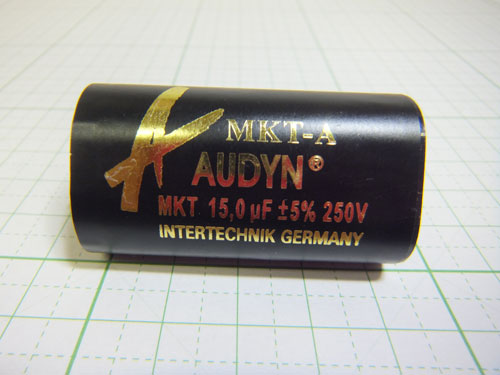 MKT-A
AUDYN®
MKT 15,0 µF ±5% 250V
INTERTECHNIK GERMANY